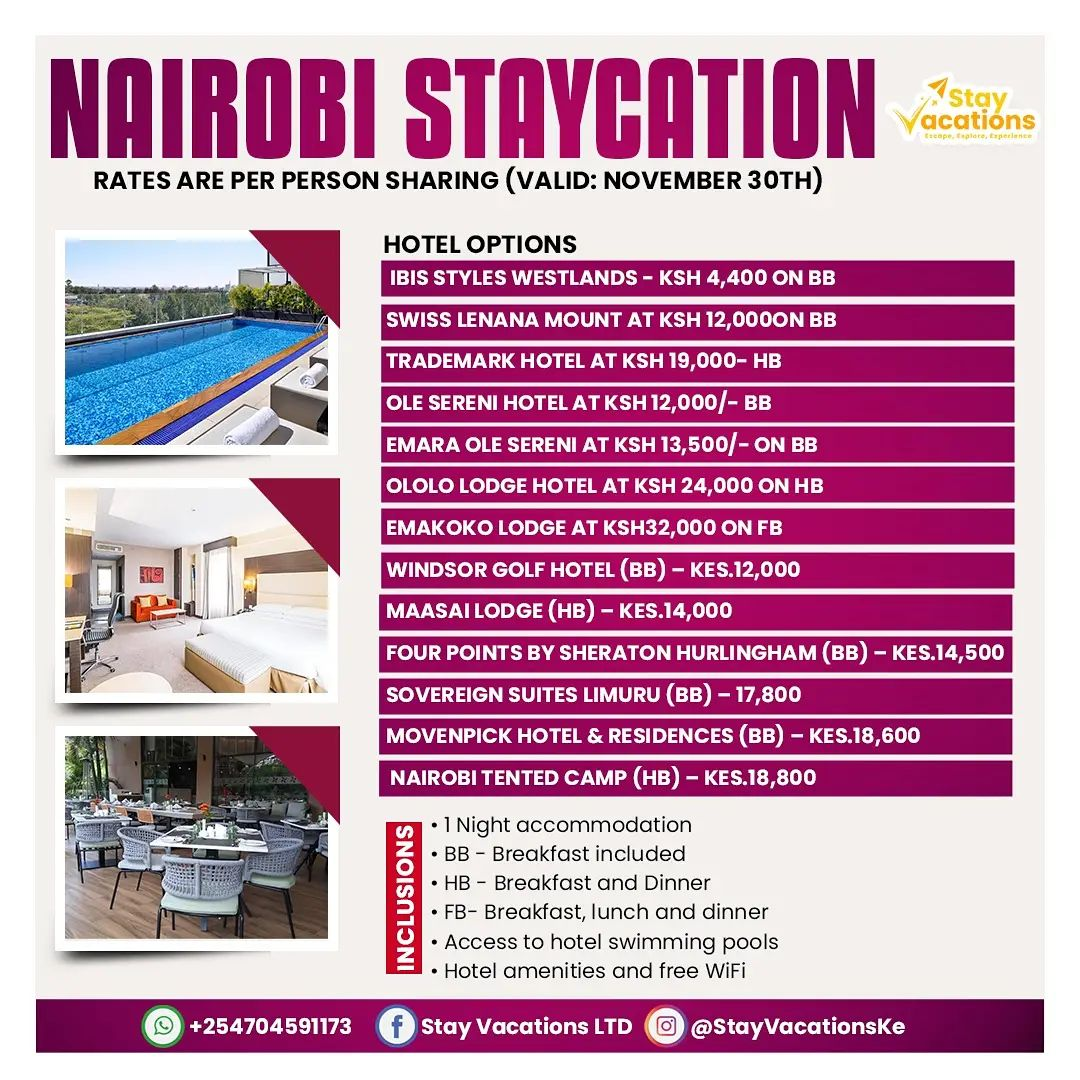 NAIROBI STAYCATION
Stay
Vacations
Escape, Explore, Experience
RATES ARE PER PERSON SHARING (VALID: NOVEMBER 30TH)
HOTEL OPTIONS
IBIS STYLES WESTLANDS - KSH 4,400 ON BB
SWISS LENANA MOUNT AT KSH 12,000ON BB
TRADEMARK HOTEL AT KSH 19,000- HB
OLE SERENI HOTEL AT KSH 12,000/- BB
EMARA OLE SERENI AT KSH 13,500/- ON BB
OLOLO LODGE HOTEL AT KSH 24,000 ON HB
EMAKOKO LODGE AT KSH32,000 ON FB
WINDSOR GOLF HOTEL (BB) – KES.12,000
MAASAI LODGE (HB) – KES.14,000
FOUR POINTS BY SHERATON HURLINGHAM (BB) – KES.14,500
SOVEREIGN SUITES LIMURU (BB) – 17,800
MOVENPICK HOTEL & RESIDENCES (BB) – KES.18,600
NAIROBI TENTED CAMP (HB) – KES.18,800
INCLUSIONS
• 1 Night accommodation
• BB - Breakfast included
• HB - Breakfast and Dinner
• FB- Breakfast, lunch and dinner
• Access to hotel swimming pools
• Hotel amenities and free WiFi
+254704591173 Stay Vacations LTD @StayVacationsKe